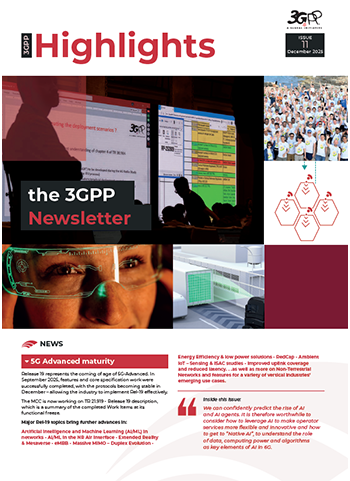 3GPP
Highlights
3GPP
A GLOBAL INITIATIVE
ISSUE
11
December 2025
the 3GPP
Newsletter
NEWS
5G Advanced maturity
Release 19 represents the coming of age of 5G-Advanced. In
September 2025, features and core specification work were
successfully completed, with the protocols becoming stable in
December - allowing the industry to implement Rel-19 effectively.
The MCC is now working on TR 21.919 - Release 19 description,
which is a summary of the completed Work Items at its
functional freeze.
Major Rel-19 topics bring further advances in:
Artificial Intelligence and Machine Learning (AI/ML) in
networks - AI/ML in the NR Air Interface - Extended Reality
& Metaverse - eMBB - Massive MIMO - Duplex Evolution -
Energy Efficiency & low power solutions - RedCap - Ambient
IoT - Sensing & ISAC studies - Improved uplink coverage
and reduced latency... as well as more on Non-Terrestrial
Networks and features for a variety of vertical industries'
emerging use cases.
Inside this issue:
We can confidently predict the rise of AI
and AI agents. It is therefore worthwhile to
consider how to leverage AI to make operator
services more flexible and innovative and how
to get to "Native AI", to understand the role
of data, computing power and algorithms
as key elements of AI in 6G.